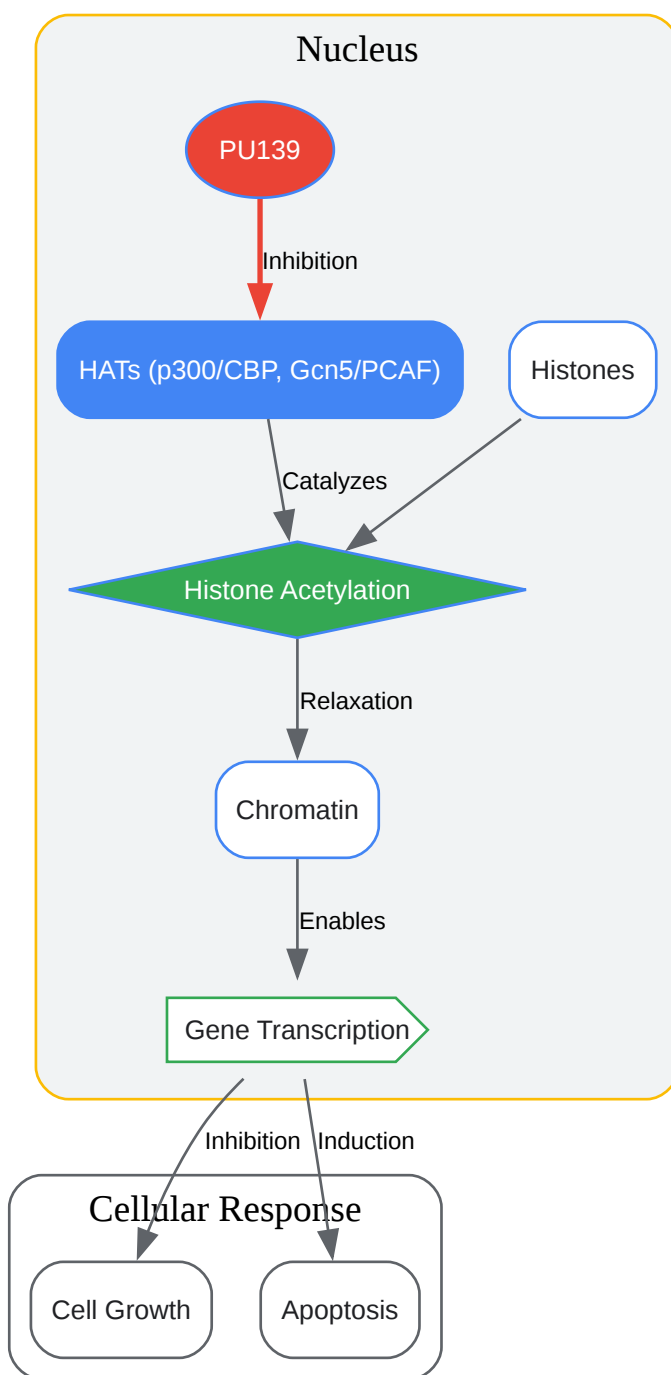 Nucleus
PU139
Inhibition
HATs (p300/CBP, Gcn5/PCAF)
Histones
Catalyzes
Histone Acetylation
Relaxation
Chromatin
Enables
Gene Transcription
Inhibition
Induction
Cellular Response
Cell Growth
Apoptosis